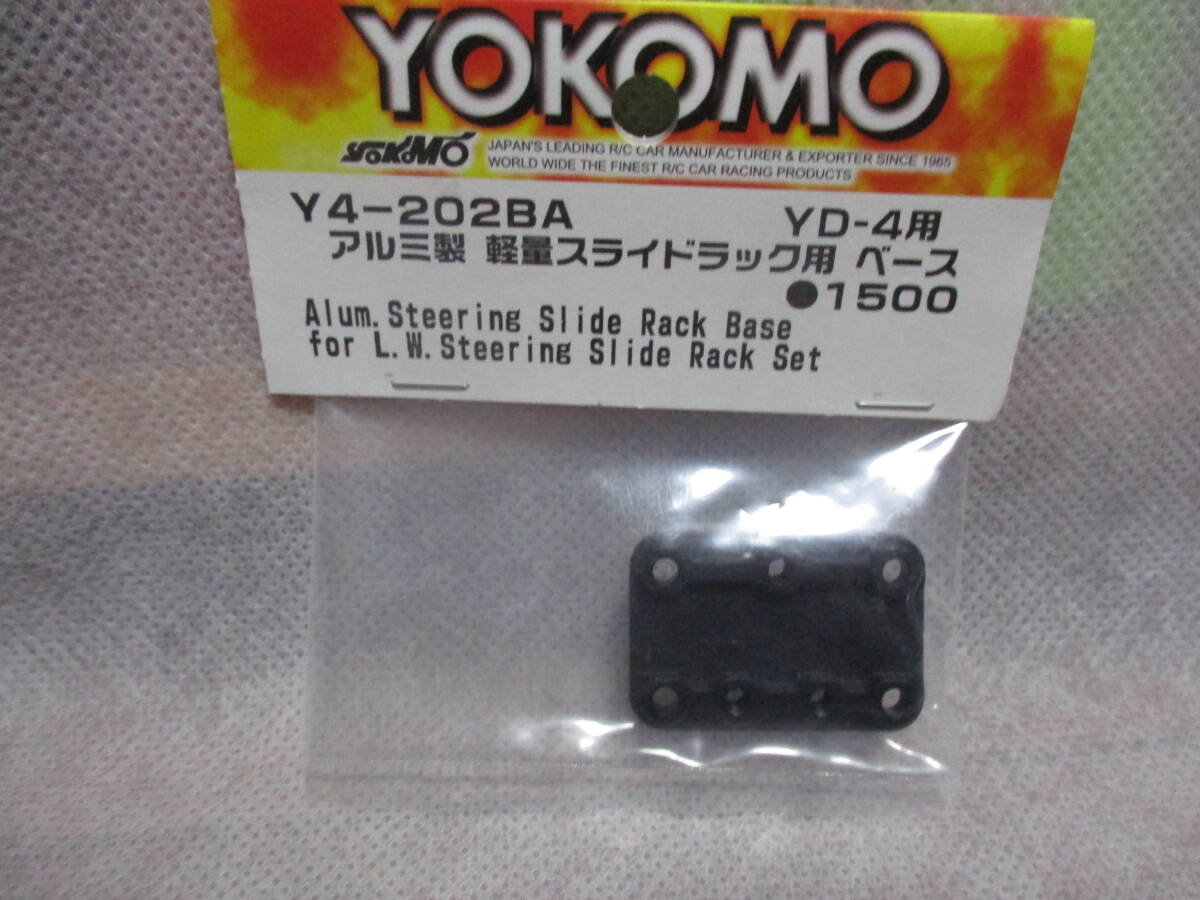 YOKOMO
YOKOMO
JAPAN'S LEADING R/C CAR MANUFACTURER & EXPORTER SINCE 1965
WORLD WIDE THE FINEST R/C CAR RACING PRODUCTS
Y4-202BA YD-4用
アルミ製 軽量スライドラック用 ベース
●1500
Alum. Steering Slide Rack Base
for L.W. Steering Slide Rack Set